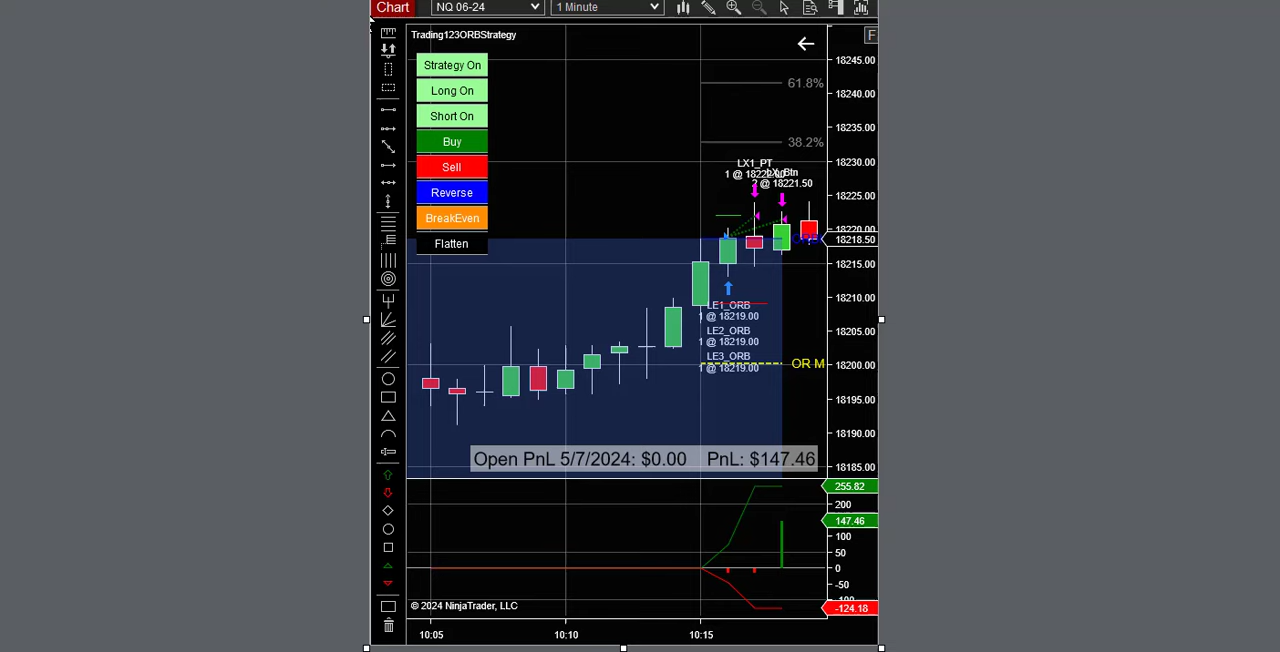 Chart
NQ 06-24
1 Minute
Trading123ORBStrategy
F
Strategy On
Long On
Short On
Buy
Sell
Reverse
BreakEven
Flatten
61.8%
38.2%
LX1_PT
1 @ 18222.00
Btn
2 @ 18221.50
LE1_ORB
1 @ 18219.00
LE2_ORB
1 @ 18219.00
LE3_ORB
1 @ 18219.00
OR M
18245.00
18240.00
18235.00
18230.00
18225.00
18220.00
18218.50
18215.00
18210.00
18205.00
18200.00
18195.00
18190.00
18185.00
Open PnL 5/7/2024: $0.00 PnL: $147.46
255.82
200
147.46
100
50
0
-50
-100
-124.18
© 2024 NinjaTrader, LLC
10:05
10:10
10:15